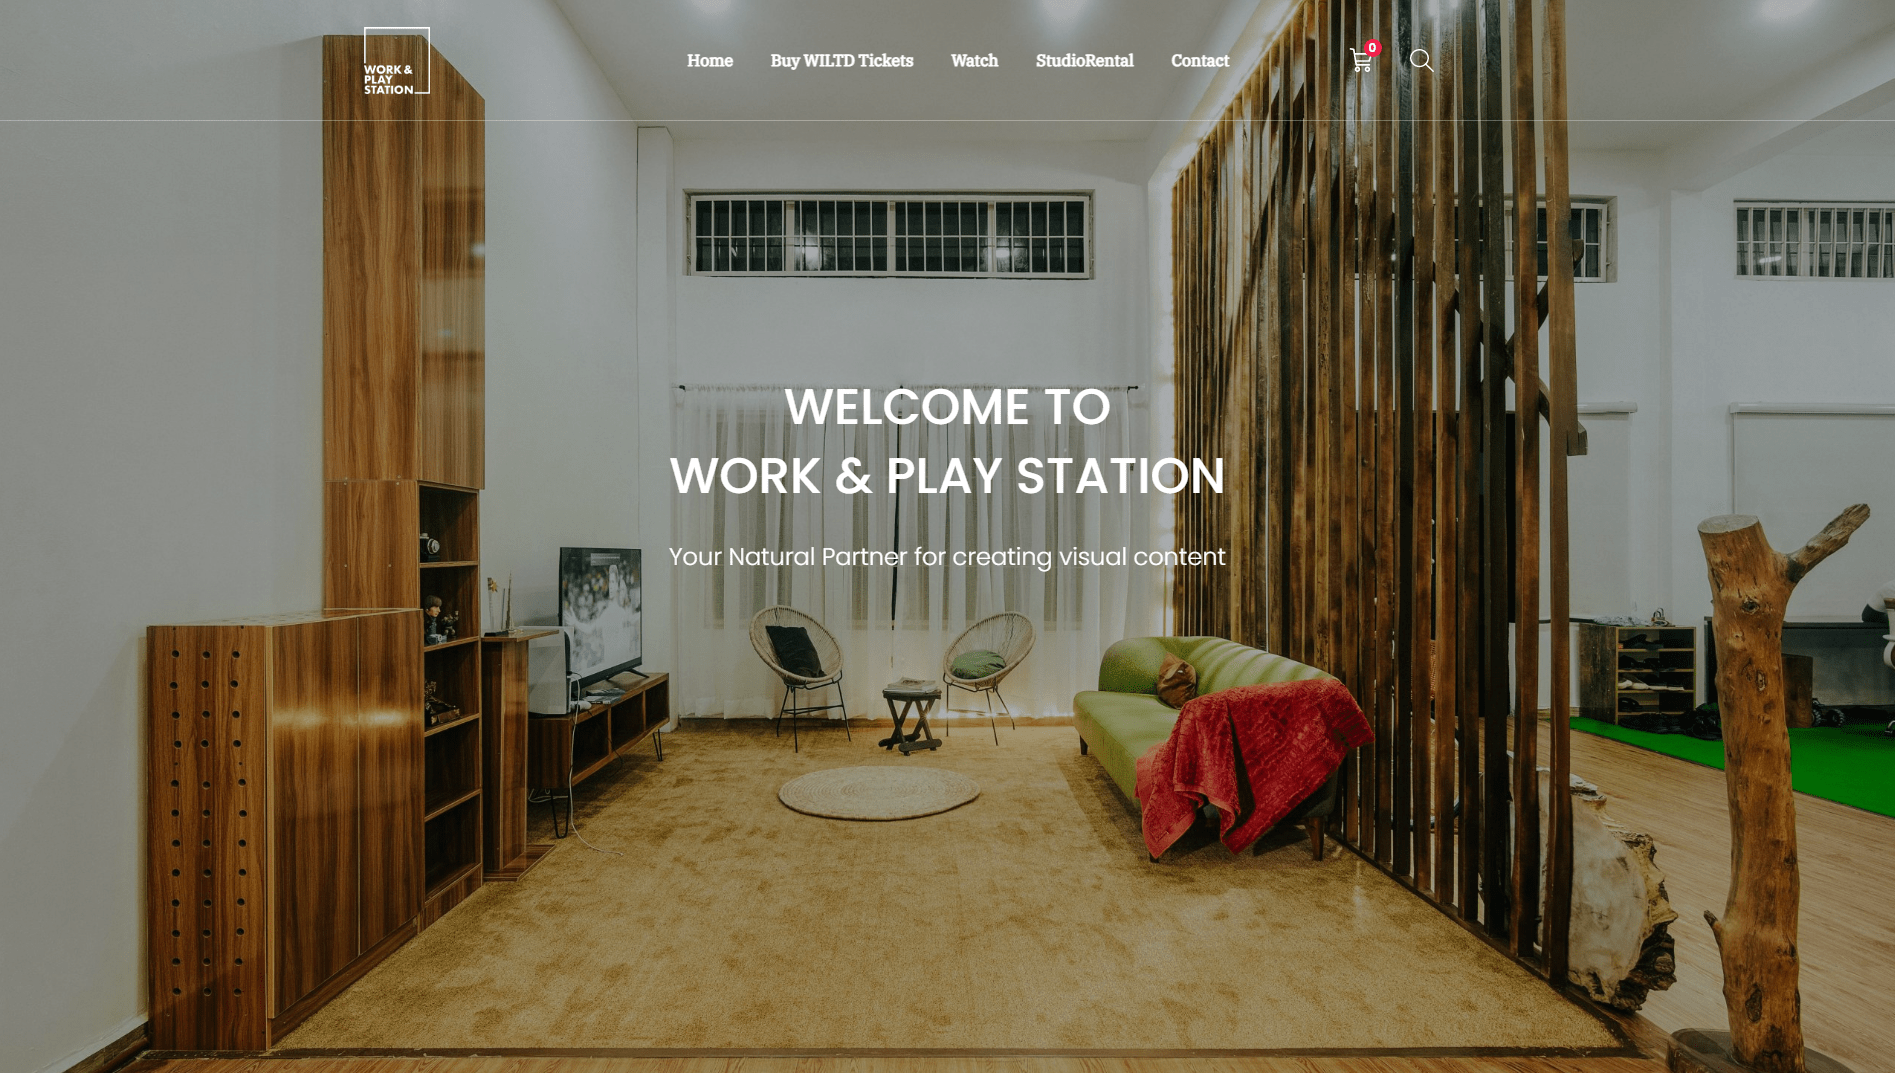 WORK &
PLAY
STATION
Home
Buy WILTD Tickets
Watch
StudioRental
Contact
0
WELCOME TO
WORK & PLAY STATION
Your Natural Partner for creating visual content